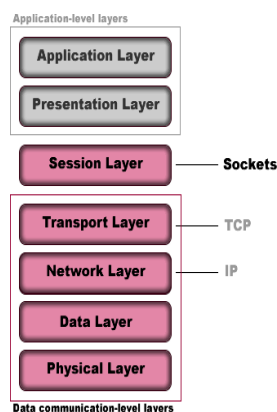 Application-level layers
Application Layer
Presentation Layer
Session Layer
Sockets
Transport Layer
TCP
Network Layer
IP
Data Layer
Physical Layer
Data communication-level layers